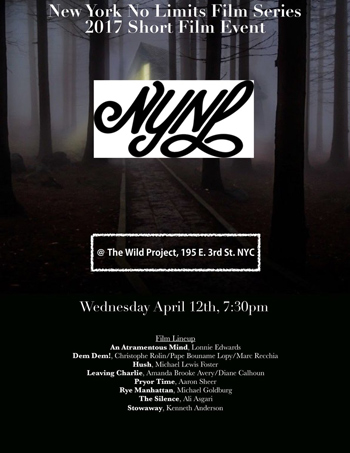 New York No Limits Film Series
2017 Short Film Event
NYNL
@ The Wild Project, 195 E. 3rd St. NYC
Wednesday April 12th, 7:30pm
Film Lineup
An Atramentous Mind, Lonnie Edwards
Dem Dem!, Christophe Rolin/Pape Bouname Lopy/Marc Recchia
Hush, Michael Lewis Foster
Leaving Charlie, Amanda Brooke Avery/Diane Calhoun
Pryor Time, Aaron Sheer
Rye Manhattan, Michael Goldburg
The Silence, Ali Asgari
Stowaway, Kenneth Anderson